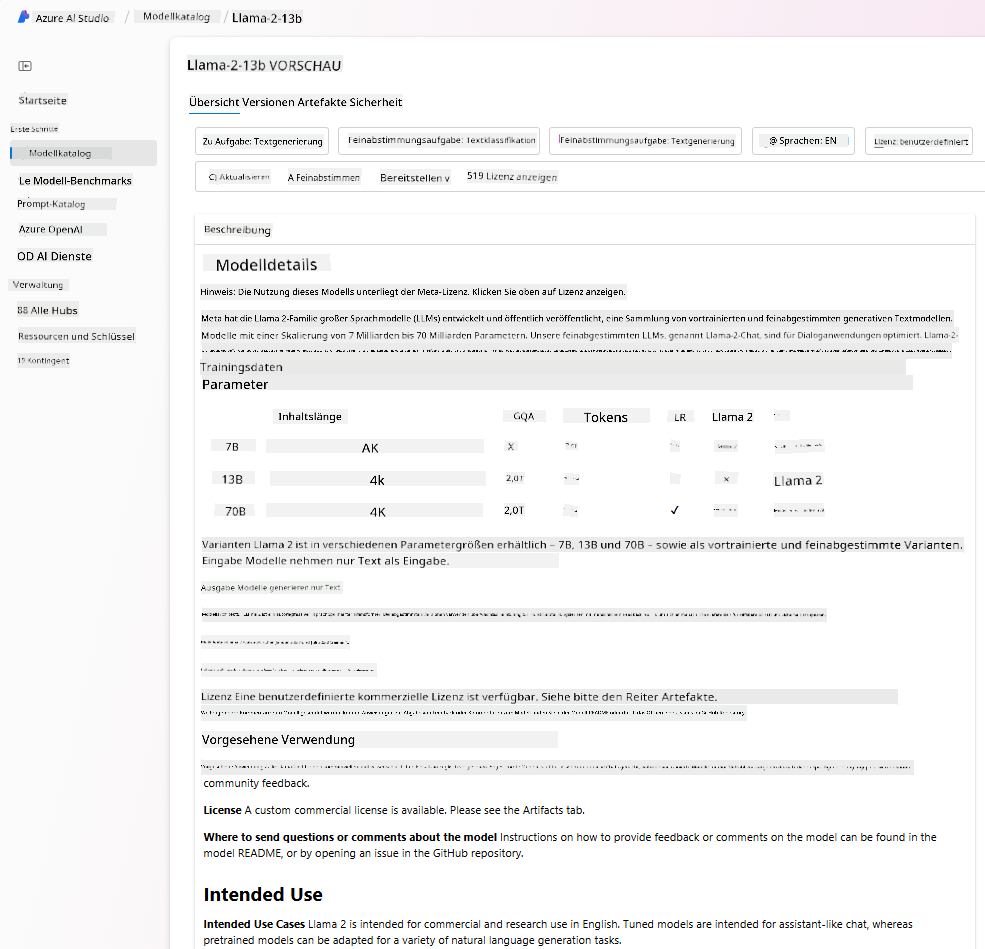 Azure AI Studio / Modellkatalog / Llama-2-13b
Llama-2-13b VORSCHAU
Startseite
Übersicht Versionen Artefakte Sicherheit
Erste Schritte
Zu Aufgabe: Textgenerierung
Feinabstimmungsaufgabe: Textklassifikation
Feinabstimmungsaufgabe: Textgenerierung
@ Sprachen: EN
Lizenz: benutzerdefiniert
Modellkatalog
Le Modell-Benchmarks
C) Aktualisieren
A Feinabstimmen
Bereitstellen v
519 Lizenz anzeigen
Prompt-Katalog
Azure OpenAI
OD AI Dienste
Verwaltung
88 Alle Hubs
Ressourcen und Schlüssel
19 Kontingent
Beschreibung
Modelldetails
Hinweis: Die Nutzung dieses Modells unterliegt der Meta-Lizenz. Klicken Sie oben auf Lizenz anzeigen.
Meta hat die Llama 2-Familie großer Sprachmodelle (LLMs) entwickelt und öffentlich veröffentlicht, eine Sammlung von vortrainierten und feinabgestimmten generativen Textmodellen.
Modelle mit einer Skalierung von 7 Milliarden bis 70 Milliarden Parametern. Unsere feinabgestimmten LLMs, genannt Llama-2-Chat, sind für Dialoganwendungen optimiert. Llama-2-
Trainingsdaten
Parameter
Inhaltslänge GQA Tokens LR Llama 2
7B AK X
13B 4k 2,0T x Llama 2
70B 4K 2,0T ✓
Varianten Llama 2 ist in verschiedenen Parametergrößen erhältlich – 7B, 13B und 70B – sowie als vortrainierte und feinabgestimmte Varianten.
Eingabe Modelle nehmen nur Text als Eingabe.
Ausgabe Modelle generieren nur Text
Lizenz Eine benutzerdefinierte kommerzielle Lizenz ist verfügbar. Siehe bitte den Reiter Artefakte.
Vorgesehene Verwendung
community feedback.
License A custom commercial license is available. Please see the Artifacts tab.
Where to send questions or comments about the model Instructions on how to provide feedback or comments on the model can be found in the
model README, or by opening an issue in the GitHub repository.
Intended Use
Intended Use Cases Llama 2 is intended for commercial and research use in English. Tuned models are intended for assistant-like chat, whereas
pretrained models can be adapted for a variety of natural language generation tasks.